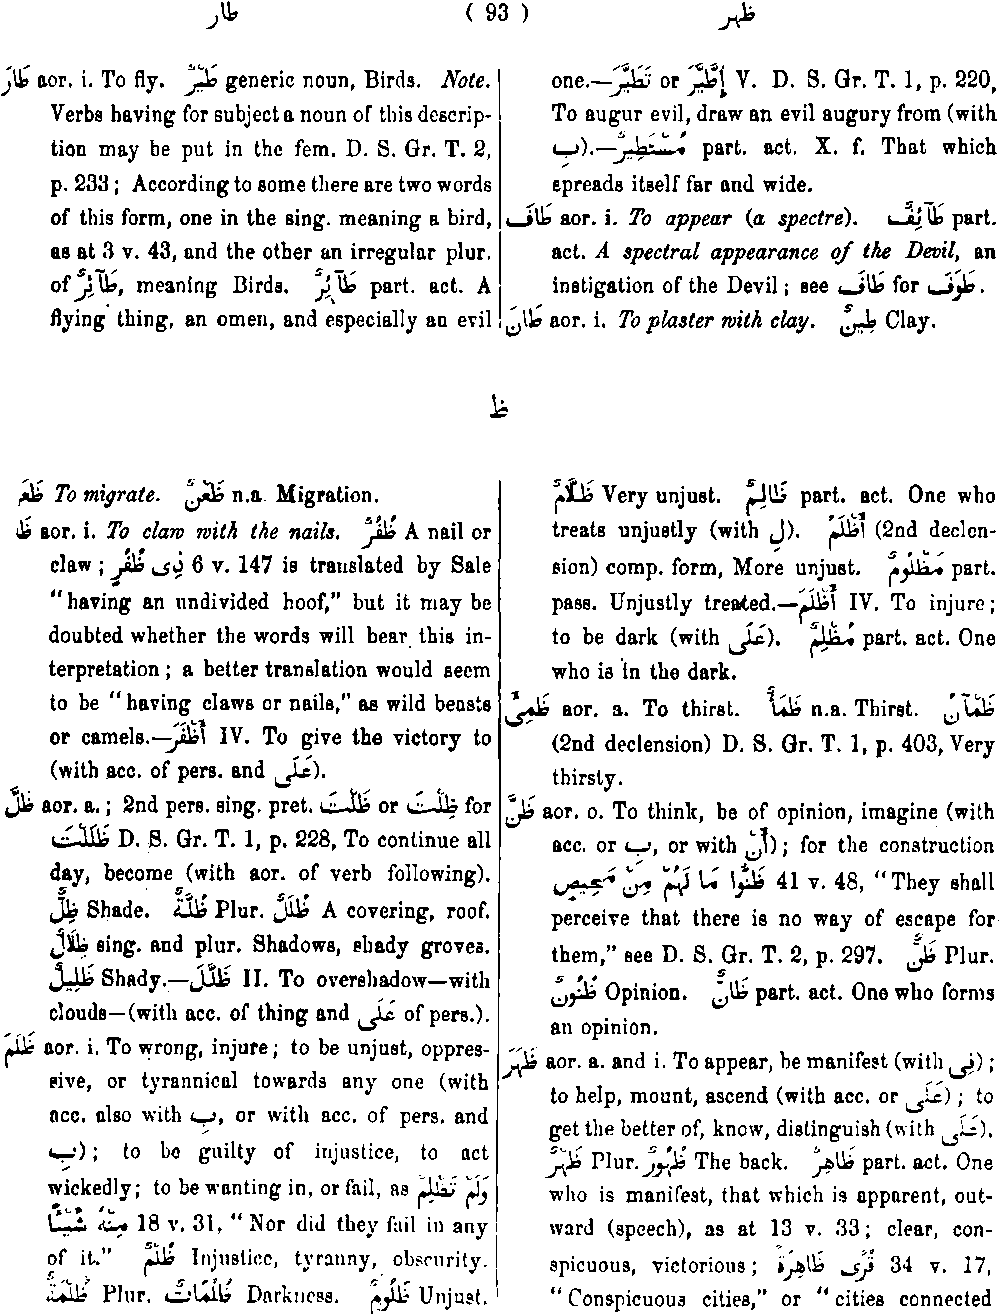 طار ( 93 ) ظهر
طَارَ aor. i. To fly. طَيْرٌ generic noun, Birds. Note.
Verbs having for subject a noun of this descrip-
tion may be put in the fem. D. S. Gr. T. 2,
p. 233; According to some there are two words
of this form, one in the sing. meaning a bird,
as at 3 v. 43, and the other an irregular plur.
of طَآئِرٌ, meaning Birds. طَآئِرٌ part. act. A
flying thing, an omen, and especially an evil
one.—تَطَيَّرَ or إِطَّيَّرَ V. D. S. Gr. T. 1, p. 220,
To augur evil, draw an evil augury from (with
بِ).—مُسْتَطِيرٌ part. act. X. f. That which
spreads itself far and wide.
طَافَ aor. i. To appear (a spectre). طَآئِفٌ part.
act. A spectral appearance of the Devil, an
instigation of the Devil; see طَافَ for طَوَفَ.
طَانَ aor. i. To plaster with clay. طِينٌ Clay.
ظ
ظَعَ To migrate. ظَعْنٌ n.a. Migration.
ظَ aor. i. To claw with the nails. ظُفُرٌ A nail or
claw; ذِى ظُفُرٍ 6 v. 147 is translated by Sale
"having an undivided hoof," but it may be
doubted whether the words will bear this in-
terpretation; a better translation would seem
to be "having claws or nails," as wild beasts
or camels.—أَظْفَرَ IV. To give the victory to
(with acc. of pers. and عَلَى).
ظَلَّ aor. a.; 2nd pers. sing. pret. ظَلْتَ or ظِلْتَ for
ظَلَلْتَ D. S. Gr. T. 1, p. 228, To continue all
day, become (with aor. of verb following).
ظِلٌّ Shade. ظُلَّةٌ Plur. ظُلَلٌ A covering, roof.
ظِلَالٌ sing. and plur. Shadows, shady groves.
ظَلِيلٌ Shady.—ظَلَّلَ II. To overshadow—with
clouds—(with acc. of thing and عَلَى of pers.).
ظَلَمَ aor. i. To wrong, injure; to be unjust, oppres-
sive, or tyrannical towards any one (with
acc. also with بِ, or with acc. of pers. and
بِ); to be guilty of injustice, to act
wickedly; to be wanting in, or fail, as وَلَمْ تَظْلِمْ
مِنْهُ شَيْئًا 18 v. 31, "Nor did they fail in any
of it." ظُلْمٌ Injustice, tyranny, obscurity.
ظُلْمَةٌ Plur. ظُلُمَاتٌ Darkness. ظَلُومٌ Unjust.
ظَلَّامٌ Very unjust. ظَالِمٌ part. act. One who
treats unjustly (with لِ). أَظْلَمُ (2nd declen-
sion) comp. form, More unjust. مَظْلُومٌ part.
pass. Unjustly treated.—أَظْلَمَ IV. To injure;
to be dark (with عَلَى). مُظْلِمٌ part. act. One
who is in the dark.
ظَمِئَ aor. a. To thirst. ظَمَأٌ n.a. Thirst. ظَمْآنُ
(2nd declension) D. S. Gr. T. 1, p. 403, Very
thirsty.
ظَنَّ aor. o. To think, be of opinion, imagine (with
acc. or بِ, or with أَنْ); for the construction
ظَنُّوا مَا لَهُمْ مِنْ مَحِيصٍ 41 v. 48, "They shall
perceive that there is no way of escape for
them," see D. S. Gr. T. 2, p. 297. ظَنٌّ Plur.
ظُنُونٌ Opinion. ظَانٌّ part. act. One who forms
an opinion.
ظَهَرَ aor. a. and i. To appear, be manifest (with فِى);
to help, mount, ascend (with acc. or عَلَى); to
get the better of, know, distinguish (with عَلَى).
ظَهْرٌ Plur. ظُهُورٌ The back. ظَاهِرٌ part. act. One
who is manifest, that which is apparent, out-
ward (speech), as at 13 v. 33; clear, con-
spicuous, victorious; قُرًى ظَاهِرَةً 34 v. 17,
"Conspicuous cities," or "cities connected